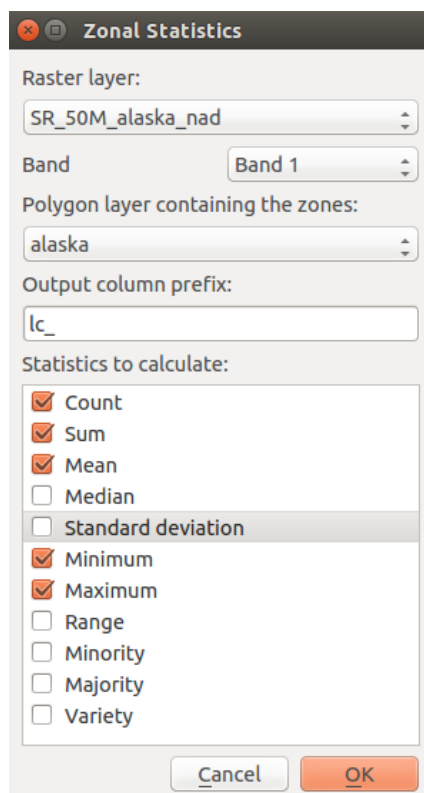 Zonal Statistics
Raster layer:
SR_50M_alaska_nad
Band Band 1
Polygon layer containing the zones:
alaska
Output column prefix:
lc_
Statistics to calculate:
Count
Sum
Mean
Median
Standard deviation
Minimum
Maximum
Range
Minority
Majority
Variety
Cancel OK